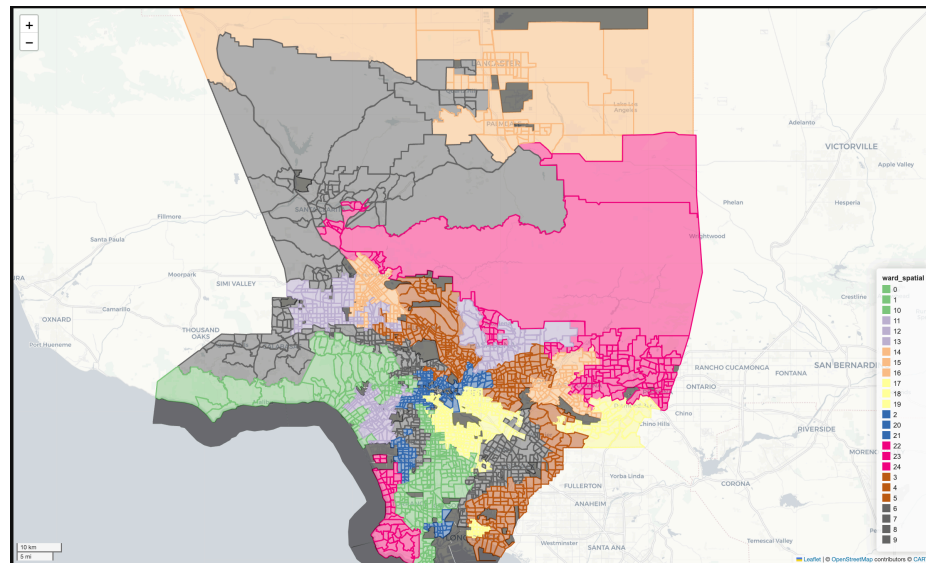 +
−
LANCASTER
Lake Los
Angeles
Adelanto
VICTORVILLE
Apple Valley
Phelan
Hesperia
Fillmore
Santa Paula
Wrightwood
Moorpark
SIMI VALLEY
Crestline
Camarillo
OXNARD
THOUSAND
OAKS
Port Hueneme
RANCHO CUCAMONGA
FONTANA
SAN BERNARDI
ONTARIO
Chino
Chino Hills
RIVERSIDE
MORENO
Yorba Linda
FULLERTON
CORONA
ANAHEIM
Westminster
Temescal Valley
SANTA ANA
ward_spatial
0
1
10
11
12
13
14
15
16
17
18
19
2
20
21
22
23
24
3
4
5
6
7
8
9
10 km
5 mi
Leaflet | © OpenStreetMap contributors © CAR